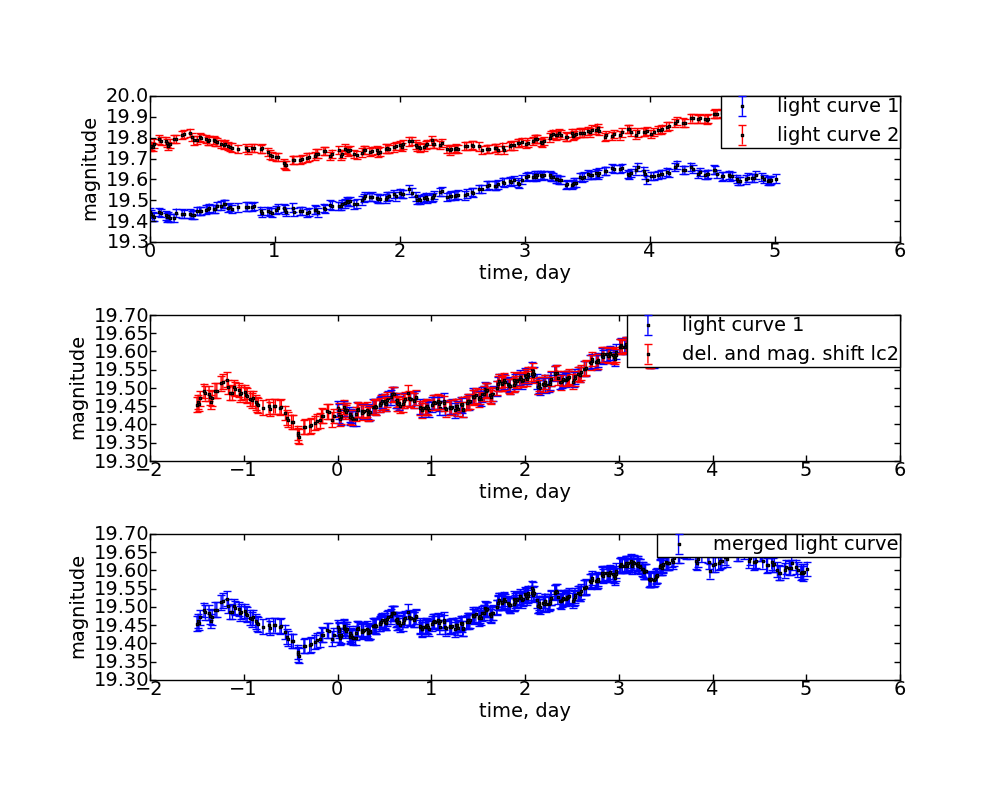 20.0
19.9
19.8
19.7
19.6
19.5
19.4
19.3
magnitude
light curve 1
light curve 2
0 1 2 3 4 5 6
time, day
19.70
19.65
19.60
19.55
19.50
19.45
19.40
19.35
19.30
magnitude
light curve 1
del. and mag. shift lc2
−2 −1 0 1 2 3 4 5 6
time, day
19.70
19.65
19.60
19.55
19.50
19.45
19.40
19.35
19.30
magnitude
merged light curve
−2 −1 0 1 2 3 4 5 6
time, day